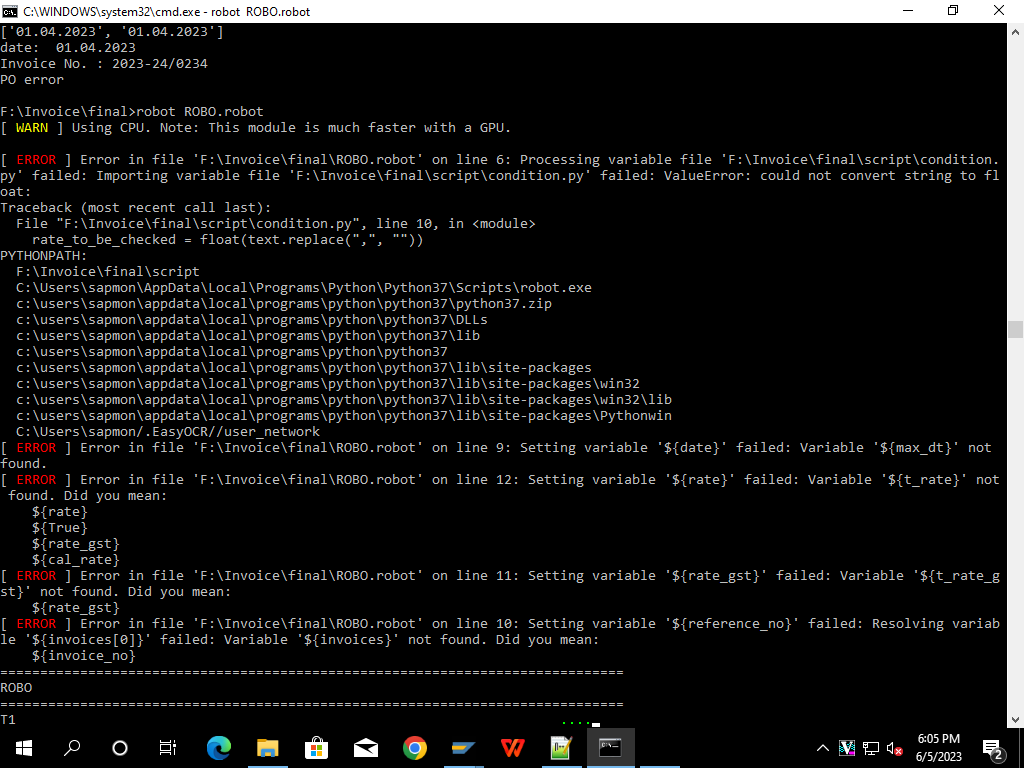 C:\WINDOWS\system32\cmd.exe - robot  ROBO.robot
['01.04.2023', '01.04.2023']
date:  01.04.2023
Invoice No. : 2023-24/0234
PO error
F:\Invoice\final>robot ROBO.robot
[ WARN ] Using CPU. Note: This module is much faster with a GPU.
[ ERROR ] Error in file 'F:\Invoice\final\ROBO.robot' on line 6: Processing variable file 'F:\Invoice\final\script\condition.
py' failed: Importing variable file 'F:\Invoice\final\script\condition.py' failed: ValueError: could not convert string to fl
oat:
Traceback (most recent call last):
  File "F:\Invoice\final\script\condition.py", line 10, in <module>
    rate_to_be_checked = float(text.replace(",", ""))
PYTHONPATH:
  F:\Invoice\final\script
  C:\Users\sapmon\AppData\Local\Programs\Python\Python37\Scripts\robot.exe
  c:\users\sapmon\appdata\local\programs\python\python37\python37.zip
  c:\users\sapmon\appdata\local\programs\python\python37\DLLs
  c:\users\sapmon\appdata\local\programs\python\python37\lib
  c:\users\sapmon\appdata\local\programs\python\python37
  c:\users\sapmon\appdata\local\programs\python\python37\lib\site-packages
  c:\users\sapmon\appdata\local\programs\python\python37\lib\site-packages\win32
  c:\users\sapmon\appdata\local\programs\python\python37\lib\site-packages\win32\lib
  c:\users\sapmon\appdata\local\programs\python\python37\lib\site-packages\Pythonwin
  C:\Users\sapmon/.EasyOCR//user_network
[ ERROR ] Error in file 'F:\Invoice\final\ROBO.robot' on line 9: Setting variable '${date}' failed: Variable '${max_dt}' not
found.
[ ERROR ] Error in file 'F:\Invoice\final\ROBO.robot' on line 12: Setting variable '${rate}' failed: Variable '${t_rate}' not
 found. Did you mean:
    ${rate}
    ${True}
    ${rate_gst}
    ${cal_rate}
[ ERROR ] Error in file 'F:\Invoice\final\ROBO.robot' on line 11: Setting variable '${rate_gst}' failed: Variable '${t_rate_g
st}' not found. Did you mean:
    ${rate_gst}
[ ERROR ] Error in file 'F:\Invoice\final\ROBO.robot' on line 10: Setting variable '${reference_no}' failed: Resolving variab
le '${invoices[0]}' failed: Variable '${invoices}' not found. Did you mean:
    ${invoice_no}
==============================================================================
ROBO
==============================================================================
T1                                                                    ....
6:05 PM
6/5/2023
2